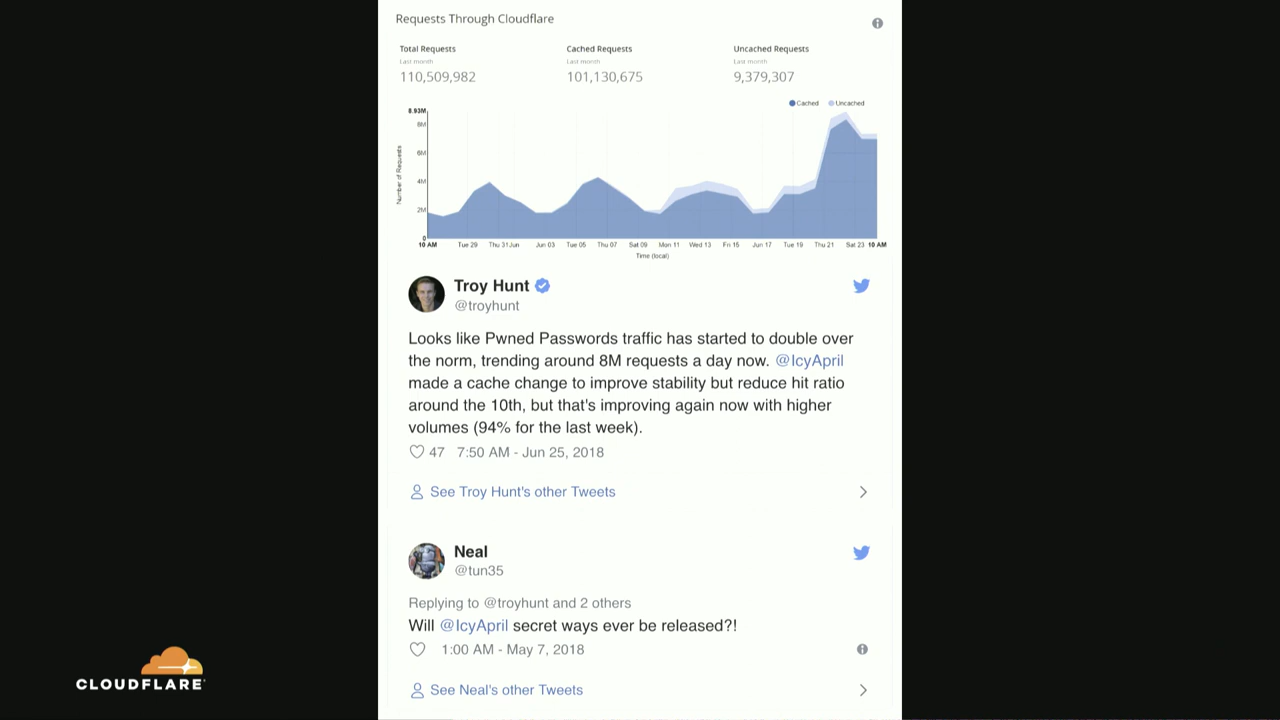 Requests Through Cloudflare
Total Requests
Last month
110,509,982
Cached Requests
Last month
101,130,675
Uncached Requests
Last month
9,379,307
Cached Uncached
8.93M
8M
6M
4M
2M
0
Number of Requests
10 AM Tue 29 Thu 31 Jun Jun 03 Tue 05 Thu 07 Sat 09 Mon 11 Wed 13 Fri 15 Jun 17 Tue 19 Thu 21 Sat 23 10 AM
Time (local)
Troy Hunt
@troyhunt
Looks like Pwned Passwords traffic has started to double over
the norm, trending around 8M requests a day now. @IcyApril
made a cache change to improve stability but reduce hit ratio
around the 10th, but that's improving again now with higher
volumes (94% for the last week).
47 7:50 AM - Jun 25, 2018
See Troy Hunt's other Tweets
Neal
@tun35
Replying to @troyhunt and 2 others
Will @IcyApril secret ways ever be released?!
1:00 AM - May 7, 2018
See Neal's other Tweets
CLOUDFLARE